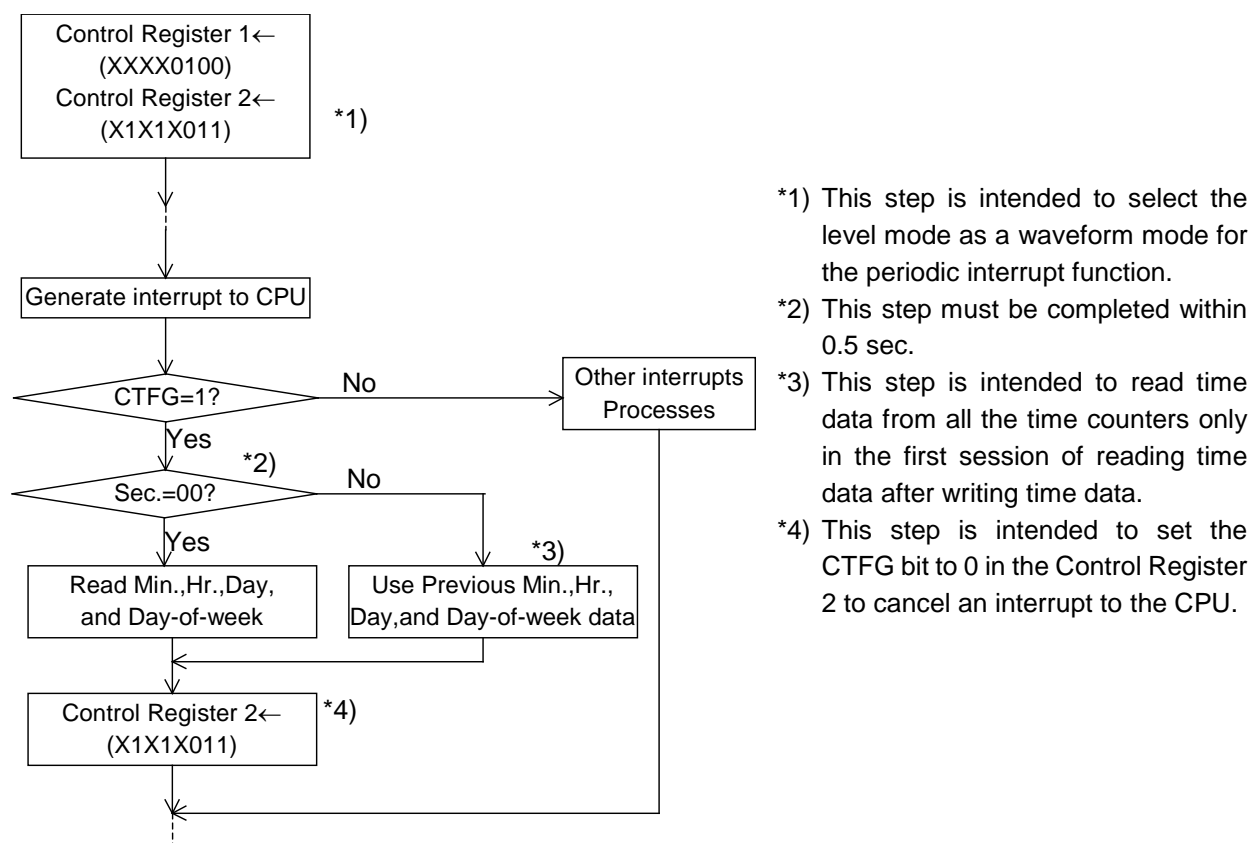 Control Register 1←
(XXXX0100)
Control Register 2←
(X1X1X011)
*1)
Generate interrupt to CPU
CTFG=1?
No
Other interrupts
Processes
Yes
*2)
Sec.=00?
No
Yes
*3)
Read Min.,Hr.,Day,
and Day-of-week
Use Previous Min.,Hr.,
Day,and Day-of-week data
Control Register 2←
(X1X1X011)
*4)
*1) This step is intended to select the
level mode as a waveform mode for
the periodic interrupt function.
*2) This step must be completed within
0.5 sec.
*3) This step is intended to read time
data from all the time counters only
in the first session of reading time
data after writing time data.
*4) This step is intended to set the
CTFG bit to 0 in the Control Register
2 to cancel an interrupt to the CPU.